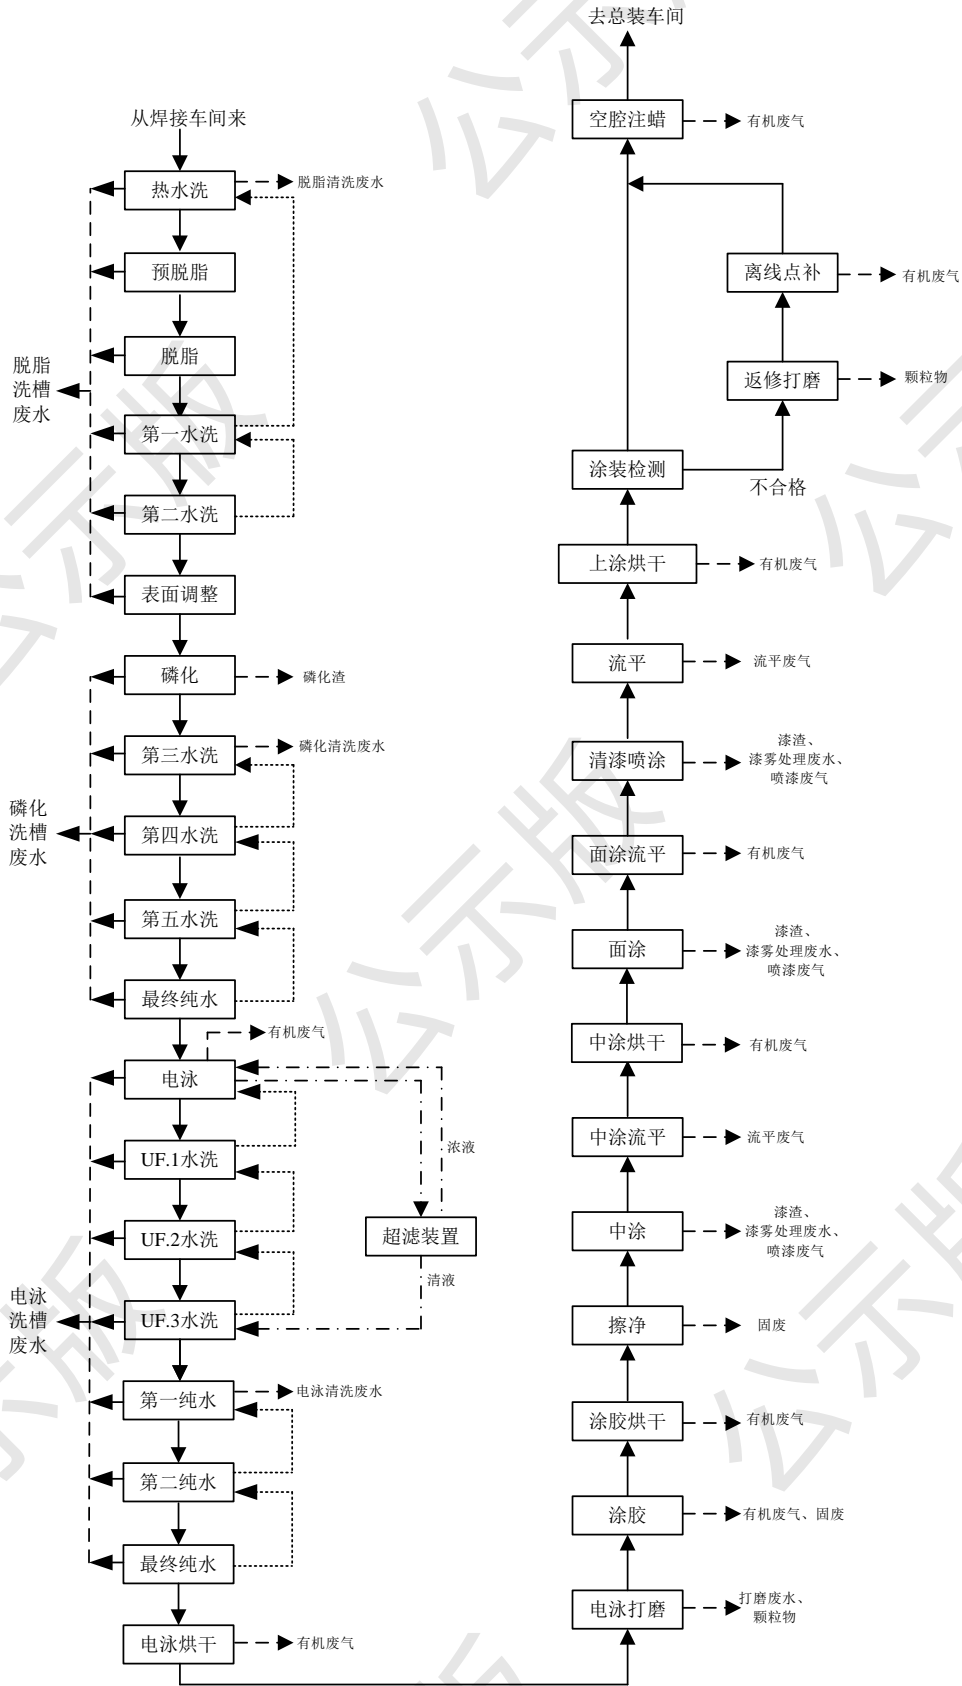 从焊接车间来
热水洗
脱脂清洗废水
预脱脂
脱脂
脱脂
洗槽
废水
第一水洗
第二水洗
表面调整
磷化
磷化渣
第三水洗
磷化清洗废水
磷化
洗槽
废水
第四水洗
第五水洗
最终纯水
有机废气
电泳
浓液
UF.1水洗
UF.2水洗
超滤装置
清液
电泳
洗槽
废水
UF.3水洗
第一纯水
电泳清洗废水
第二纯水
最终纯水
电泳烘干
有机废气
去总装车间
空腔注蜡
有机废气
离线点补
有机废气
返修打磨
颗粒物
涂装检测
不合格
上涂烘干
有机废气
流平
流平废气
清漆喷涂
漆渣、
漆雾处理废水、
喷漆废气
面涂流平
有机废气
面涂
漆渣、
漆雾处理废水、
喷漆废气
中涂烘干
有机废气
中涂流平
流平废气
中涂
漆渣、
漆雾处理废水、
喷漆废气
擦净
固废
涂胶烘干
有机废气
涂胶
有机废气、固废
电泳打磨
打磨废水、
颗粒物
公示版